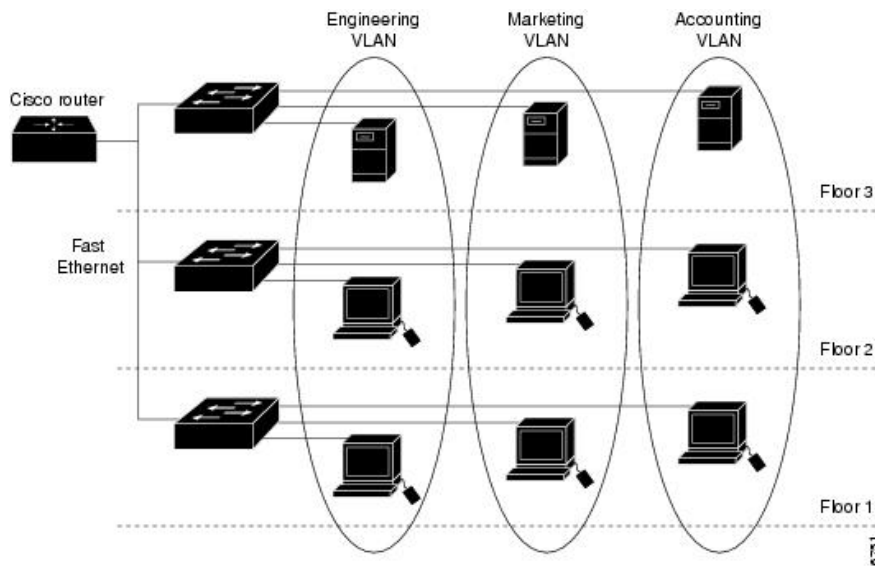 Engineering
VLAN
Marketing
VLAN
Accounting
VLAN
Cisco router
Floor 3
Fast
Ethernet
Floor 2
Floor 1